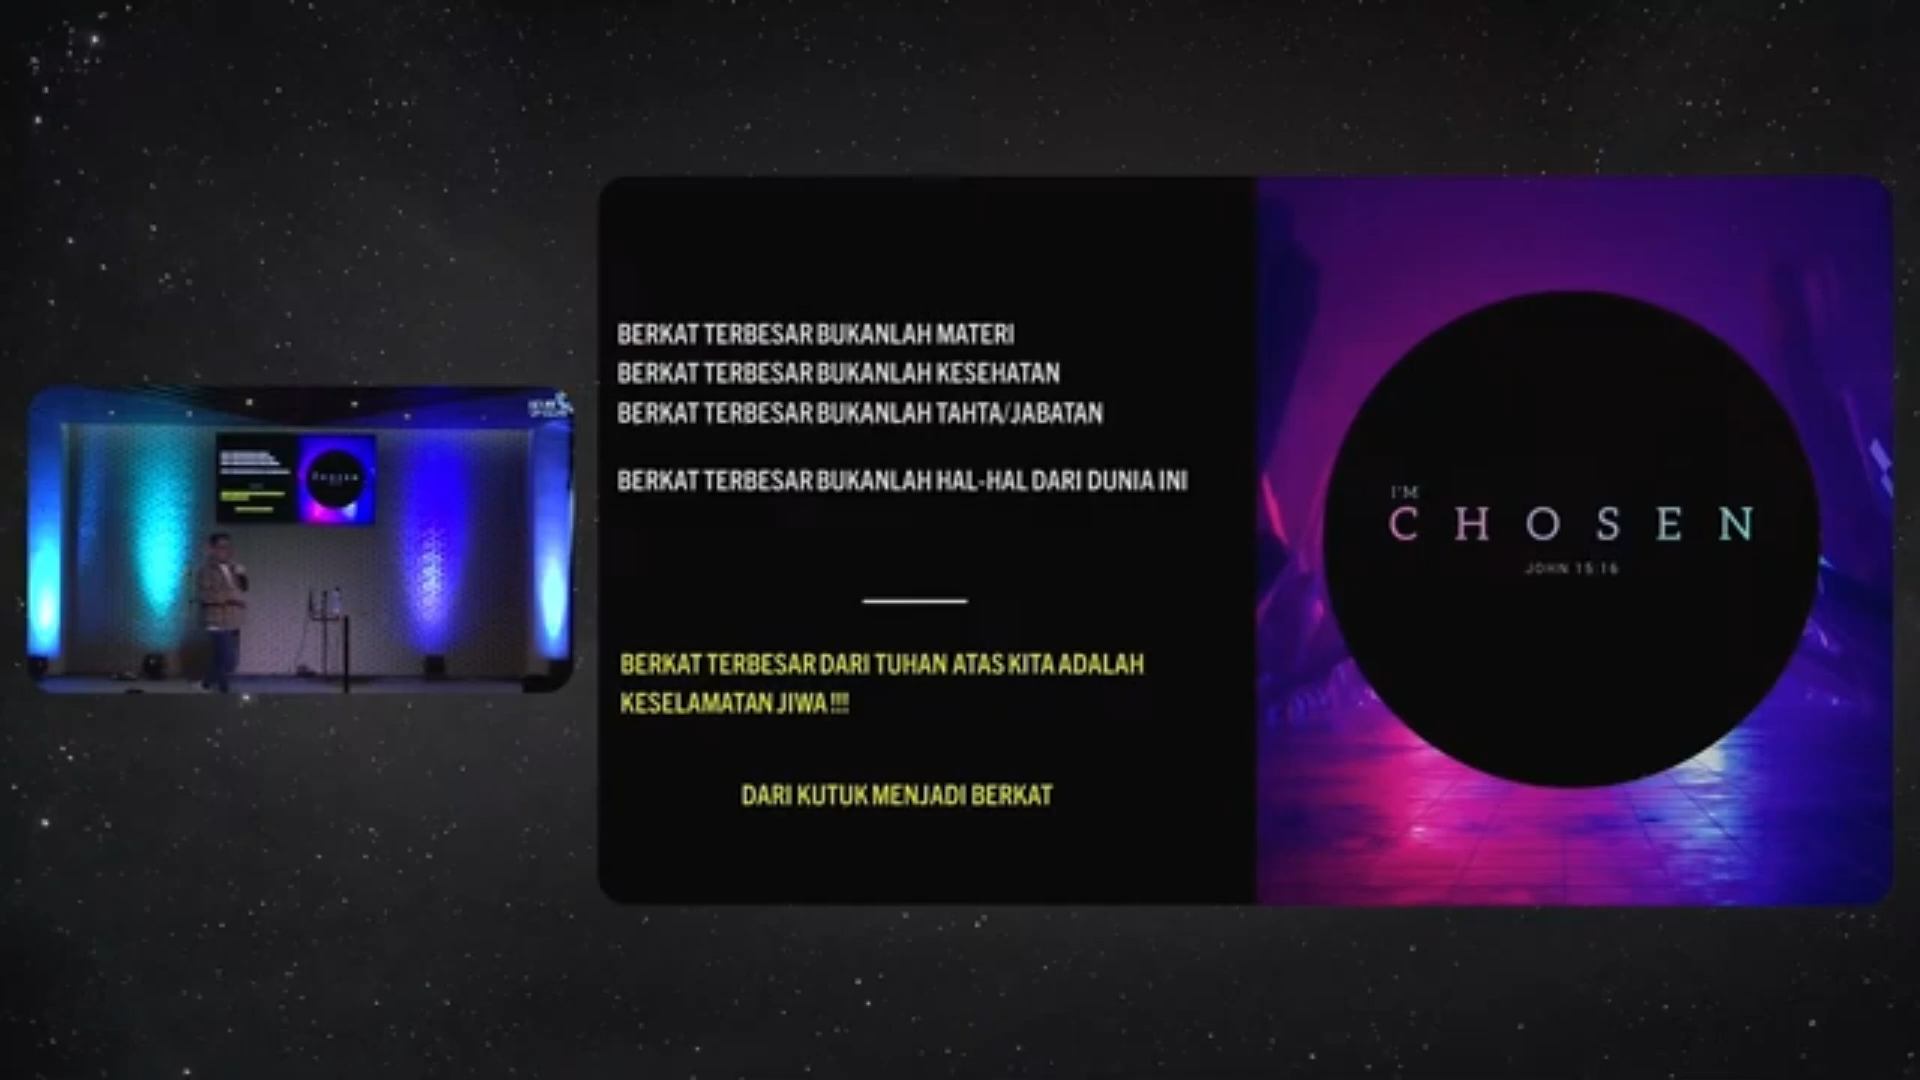 BERKAT TERBESAR BUKANLAH MATERI
BERKAT TERBESAR BUKANLAH KESEHATAN
BERKAT TERBESAR BUKANLAH TAHTA/JABATAN
BERKAT TERBESAR BUKANLAH HAL-HAL DARI DUNIA INI
BERKAT TERBESAR DARI TUHAN ATAS KITA ADALAH
KESELAMATAN JIWA !!!
DARI KUTUK MENJADI BERKAT
I'M
CHOSEN
JOHN 15:16